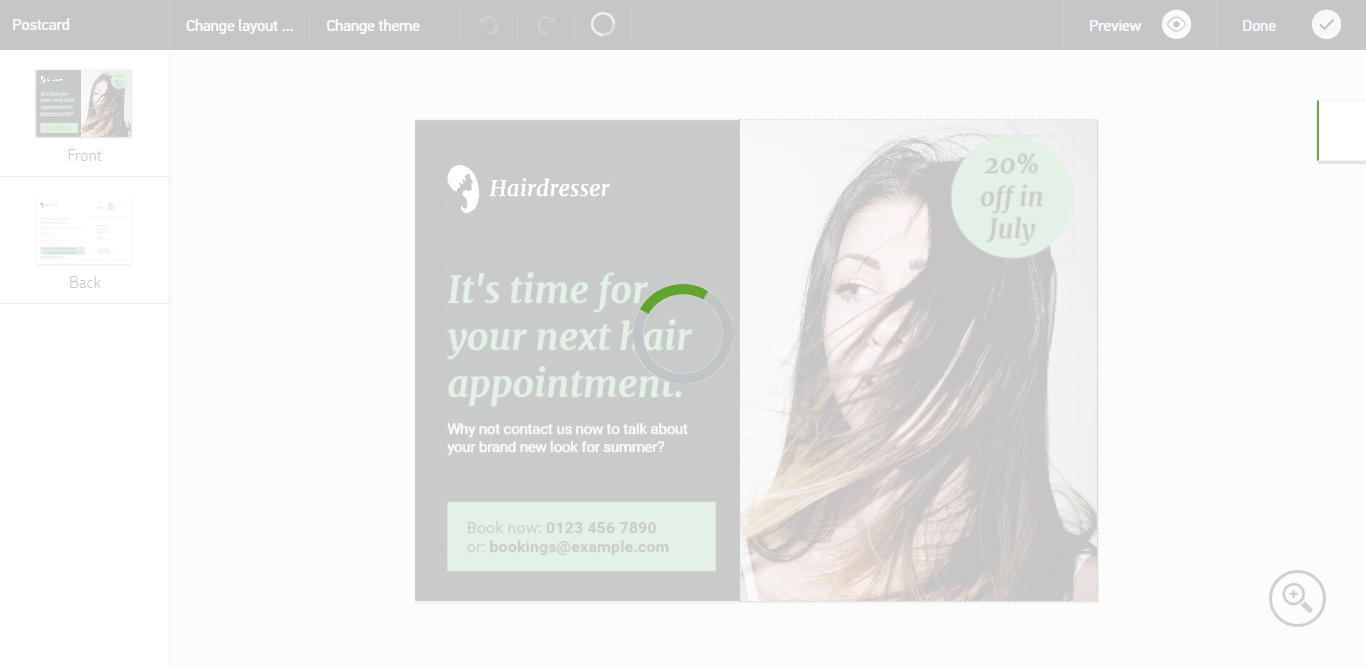 Postcard
Change layout ...
Change theme
Preview
Done
Front
Back
Hairdresser
It's time for
your next hair
appointment.
Why not contact us now to talk about
your brand new look for summer?
Book now: 0123 456 7890
or: bookings@example.com
20%
off in
July